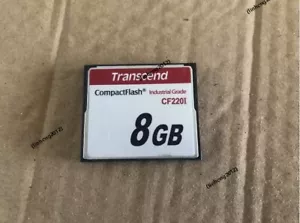 Transcend
CompactFlash® Industrial Grade
CF220I
8GB